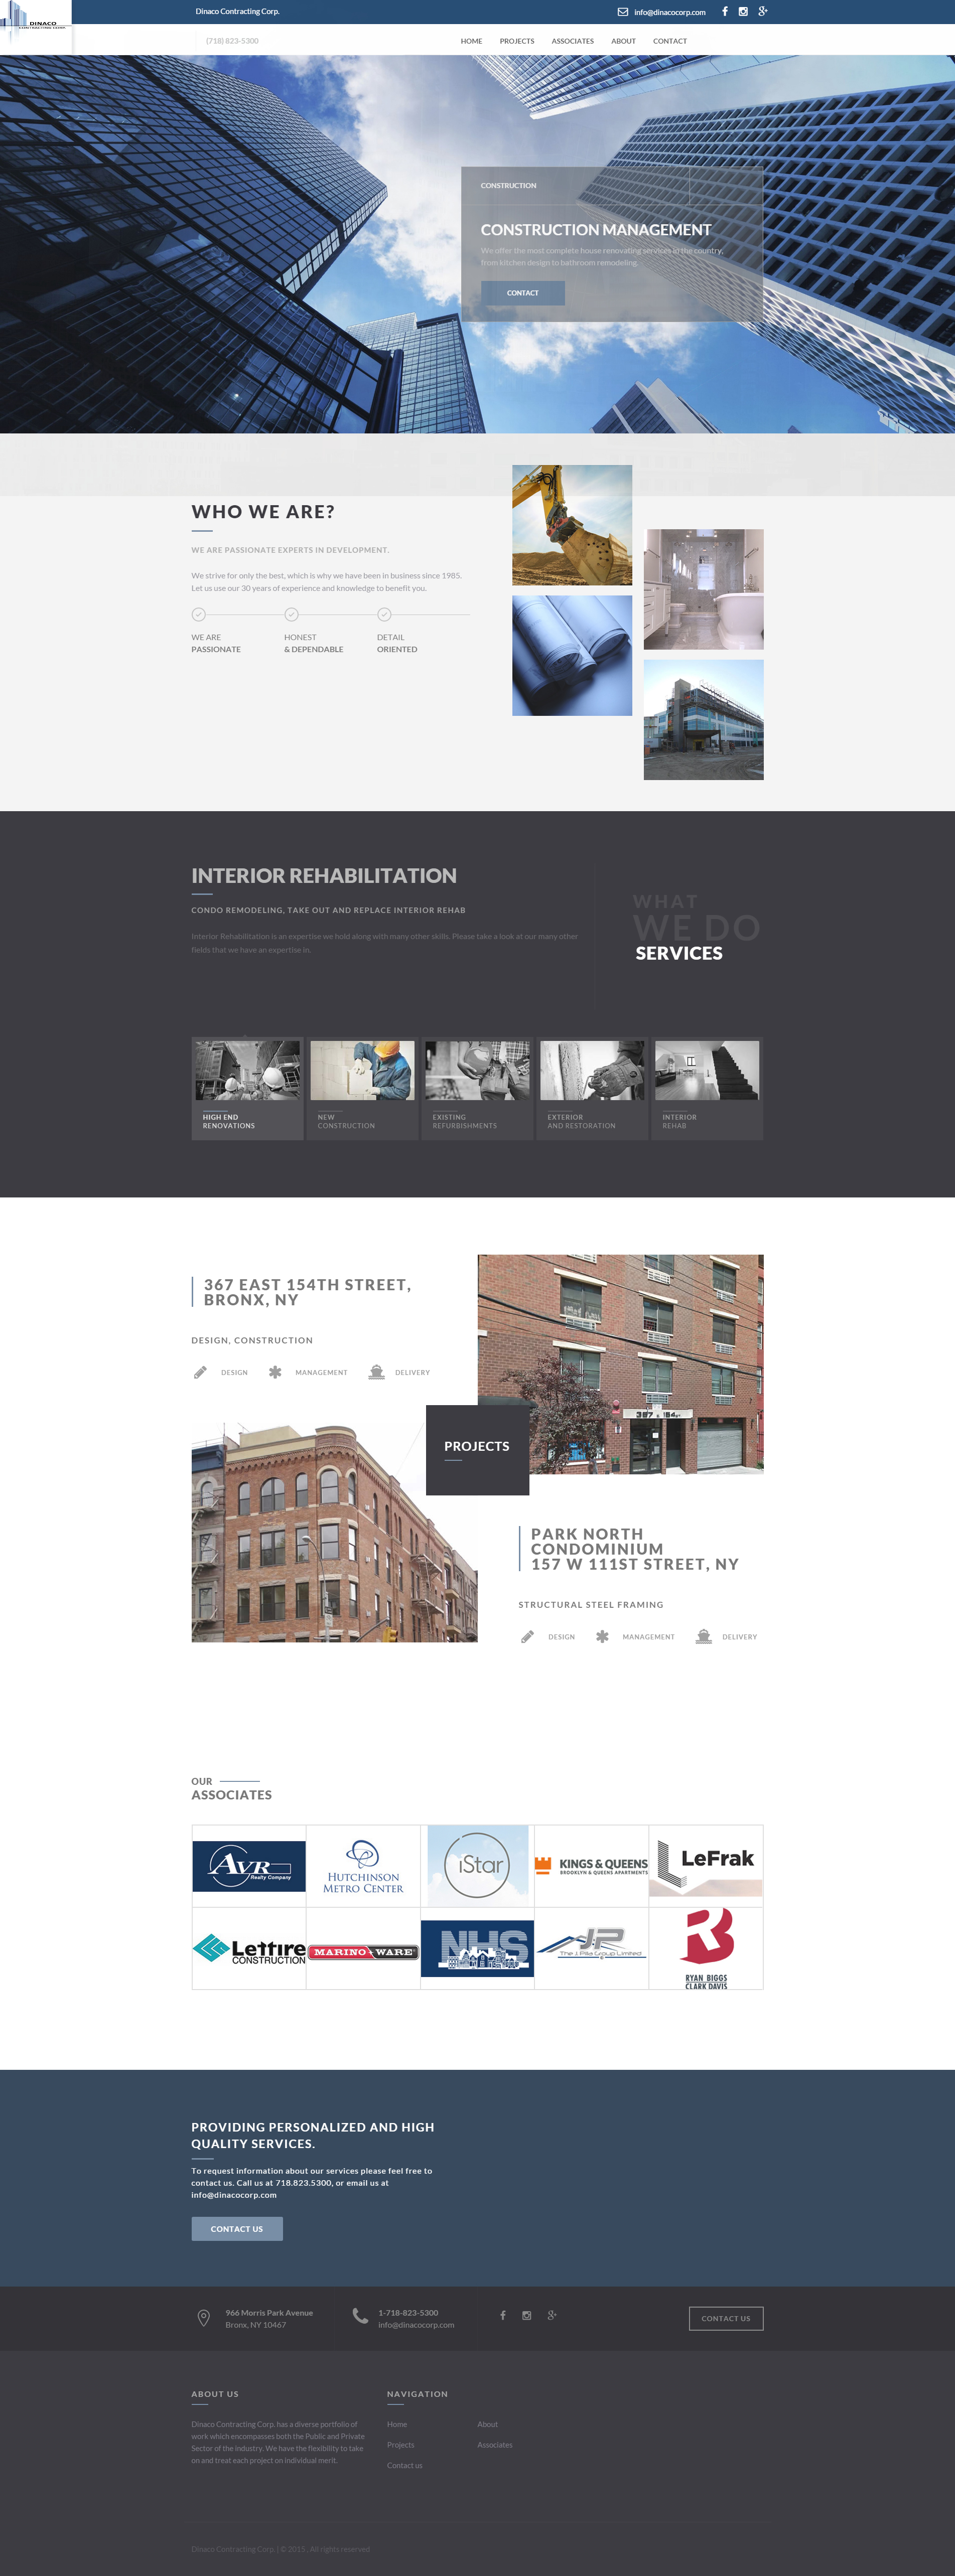 DINACO
CONTRACTING CORP.
Dinaco Contracting Corp.
info@dinacocorp.com
(718) 823-5300
HOME PROJECTS ASSOCIATES ABOUT CONTACT
CONSTRUCTION
CONSTRUCTION MANAGEMENT
We offer the most complete house renovating services in the country,
from kitchen design to bathroom remodeling.
CONTACT
WHO WE ARE?
WE ARE PASSIONATE EXPERTS IN DEVELOPMENT.
We strive for only the best, which is why we have been in business since 1985.
Let us use our 30 years of experience and knowledge to benefit you.
WE ARE
PASSIONATE
HONEST
& DEPENDABLE
DETAIL
ORIENTED
INTERIOR REHABILITATION
CONDO REMODELING, TAKE OUT AND REPLACE INTERIOR REHAB
Interior Rehabilitation is an expertise we hold along with many other skills. Please take a look at our many other
fields that we have an expertise in.
WHAT
WE DO
SERVICES
HIGH END
RENOVATIONS
NEW
CONSTRUCTION
EXISTING
REFURBISHMENTS
EXTERIOR
AND RESTORATION
INTERIOR
REHAB
367 EAST 154TH STREET,
BRONX, NY
DESIGN, CONSTRUCTION
DESIGN MANAGEMENT DELIVERY
PROJECTS
PARK NORTH
CONDOMINIUM
157 W 111ST STREET, NY
STRUCTURAL STEEL FRAMING
DESIGN MANAGEMENT DELIVERY
OUR
ASSOCIATES
AVR
Realty Company
HUTCHINSON
METRO CENTER
iStar
KINGS & QUEENS
BROOKLYN & QUEENS APARTMENTS
LeFrak
Lettire
CONSTRUCTION
MARINO WARE
NHS
JP
The J. Pilla Group Limited
RYAN BIGGS
CLARK DAVIS
PROVIDING PERSONALIZED AND HIGH
QUALITY SERVICES.
To request information about our services please feel free to
contact us. Call us at 718.823.5300, or email us at
info@dinacocorp.com
CONTACT US
966 Morris Park Avenue
Bronx, NY 10467
1-718-823-5300
info@dinacocorp.com
CONTACT US
ABOUT US
Dinaco Contracting Corp. has a diverse portfolio of
work which encompasses both the Public and Private
Sector of the industry. We have the flexibility to take
on and treat each project on individual merit.
NAVIGATION
Home About
Projects Associates
Contact us
Dinaco Contracting Corp. | © 2015 . All rights reserved